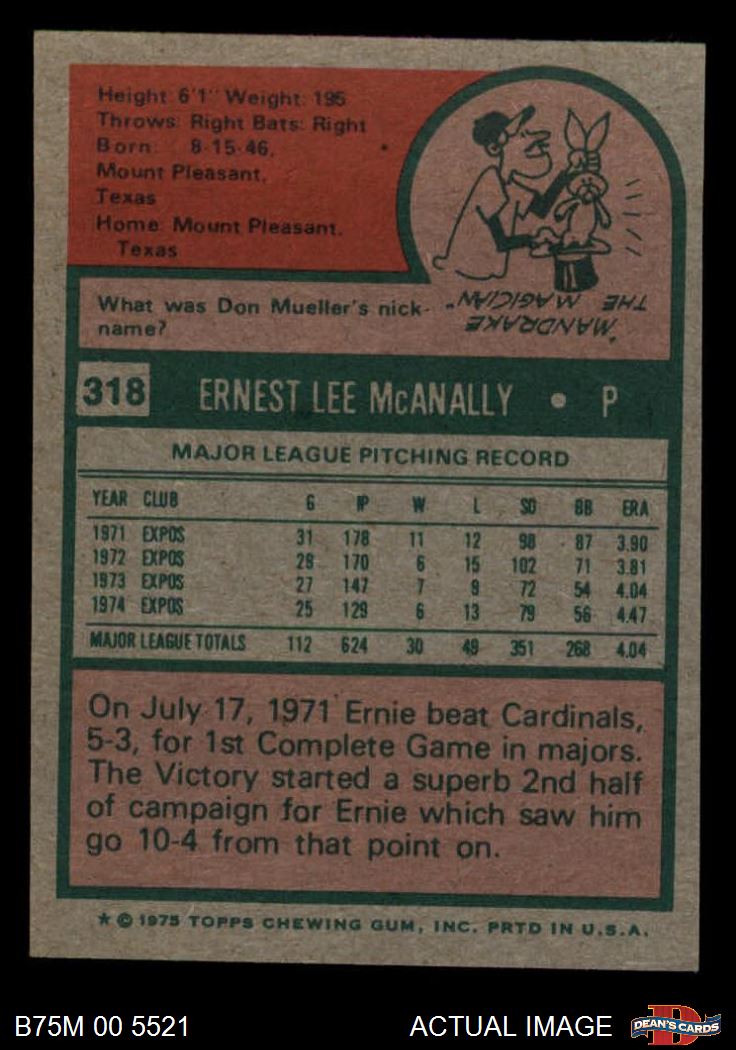 Height: 6'1" Weight: 195
Throws: Right Bats: Right
Born: 8-15-46,
Mount Pleasant,
Texas
Home: Mount Pleasant,
Texas
What was Don Mueller's nick-
name?
"MANDRAKE
THE MAGICIAN"
318 ERNEST LEE McANALLY • P
MAJOR LEAGUE PITCHING RECORD
YEAR CLUB G IP W L SO BB ERA
1971 EXPOS 31 178 11 12 98 87 3.90
1972 EXPOS 29 170 6 15 102 71 3.81
1973 EXPOS 27 147 7 9 72 54 4.04
1974 EXPOS 25 129 6 13 79 56 4.47
MAJOR LEAGUE TOTALS 112 624 30 49 351 268 4.04
On July 17, 1971 Ernie beat Cardinals,
5-3, for 1st Complete Game in majors.
The Victory started a superb 2nd half
of campaign for Ernie which saw him
go 10-4 from that point on.
* © 1975 TOPPS CHEWING GUM, INC. PRTD IN U.S.A.
B75M 00 5521 ACTUAL IMAGE DEAN'S CARDS